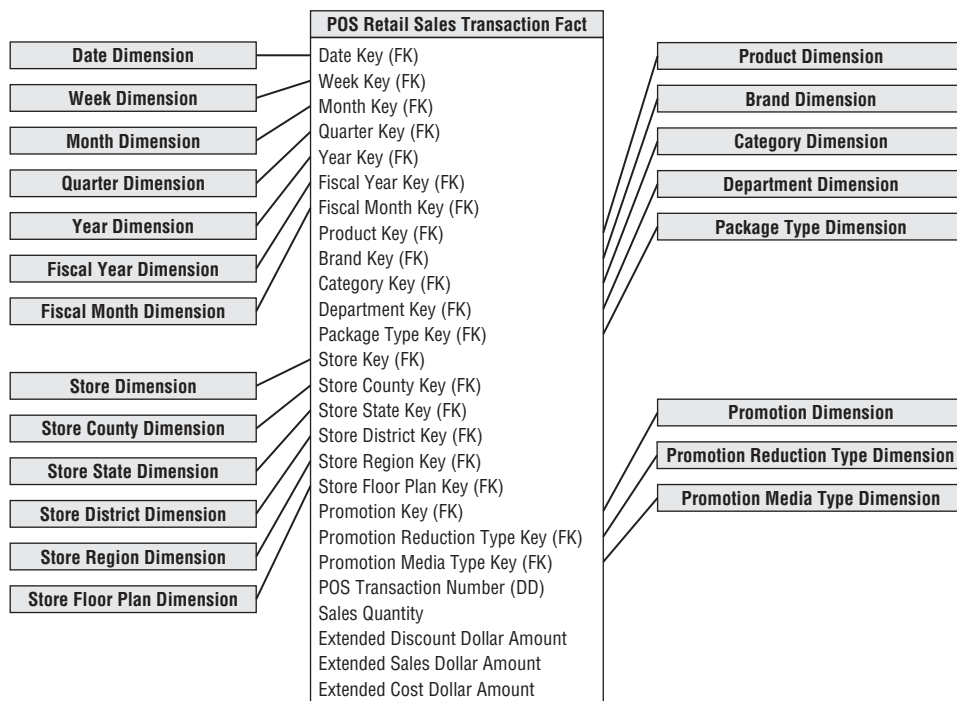 POS Retail Sales Transaction Fact
Date Key (FK)
Week Key (FK)
Month Key (FK)
Quarter Key (FK)
Year Key (FK)
Fiscal Year Key (FK)
Fiscal Month Key (FK)
Product Key (FK)
Brand Key (FK)
Category Key (FK)
Department Key (FK)
Package Type Key (FK)
Store Key (FK)
Store County Key (FK)
Store State Key (FK)
Store District Key (FK)
Store Region Key (FK)
Store Floor Plan Key (FK)
Promotion Key (FK)
Promotion Reduction Type Key (FK)
Promotion Media Type Key (FK)
POS Transaction Number (DD)
Sales Quantity
Extended Discount Dollar Amount
Extended Sales Dollar Amount
Extended Cost Dollar Amount
Date Dimension
Week Dimension
Month Dimension
Quarter Dimension
Year Dimension
Fiscal Year Dimension
Fiscal Month Dimension
Store Dimension
Store County Dimension
Store State Dimension
Store District Dimension
Store Region Dimension
Store Floor Plan Dimension
Product Dimension
Brand Dimension
Category Dimension
Department Dimension
Package Type Dimension
Promotion Dimension
Promotion Reduction Type Dimension
Promotion Media Type Dimension